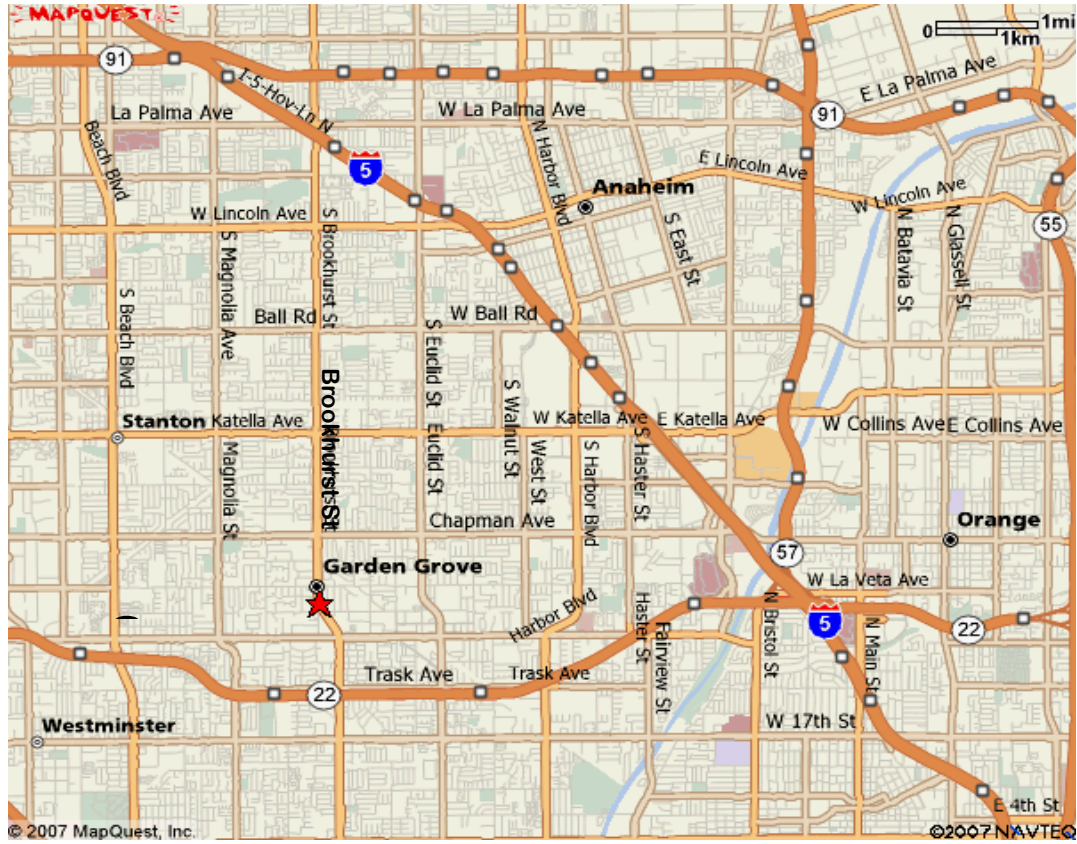 MAPQUEST
1mi
0
1km
91
I-5-Hov-Ln N
La Palma Ave
W La Palma Ave
E La Palma Ave
91
Beach Blvd
N Harbor Blvd
5
E Lincoln Ave
Anaheim
W Lincoln Ave
W Lincoln Ave
S Brookhurst St
S Magnolia Ave
S East St
N Batavia St
N Glassell St
55
S Beach Blvd
Ball Rd
W Ball Rd
S Euclid St
S Walnut St
Brookhurst St
Stanton
Katella Ave
W Katella Ave
E Katella Ave
W Collins Ave
E Collins Ave
Magnolia St
Euclid St
West St
S Harbor Blvd
S Haster St
Chapman Ave
Orange
57
Garden Grove
W La Veta Ave
Harbor Blvd
Haster St
Fairview St
N Bristol St
5
N Main St
22
Trask Ave
Trask Ave
22
Westminster
W 17th St
E 4th St
© 2007 MapQuest, Inc.
©2007 NAVTEQ